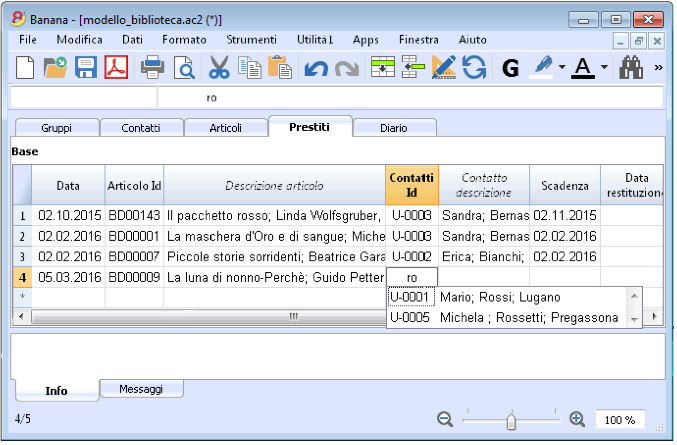 Banana - [modello_biblioteca.ac2 (*)]
File Modifica Dati Formato Strumenti Utilità1 Apps Finestra Aiuto
G A »
ro
Gruppi Contatti Articoli Prestiti Diario
Base
Data Articolo Id Descrizione articolo Contatti Id Contatto descrizione Scadenza Data restituzione
1 02.10.2015 BD00143 Il pacchetto rosso; Linda Wolfsgruber, U-0003 Sandra; Bernas 02.11.2015
2 02.02.2016 BD00001 La maschera d'Oro e di sangue; Miche U-0003 Sandra; Bernas 02.02.2016
3 02.02.2016 BD00007 Piccole storie sorridenti; Beatrice Gara U-0002 Erica; Bianchi; 02.02.2016
4 05.03.2016 BD00009 La luna di nonno-Perchè; Guido Petter ro
* U-0001 Mario; Rossi; Lugano
U-0005 Michela ; Rossetti; Pregassona
Info Messaggi
4/5 100 %